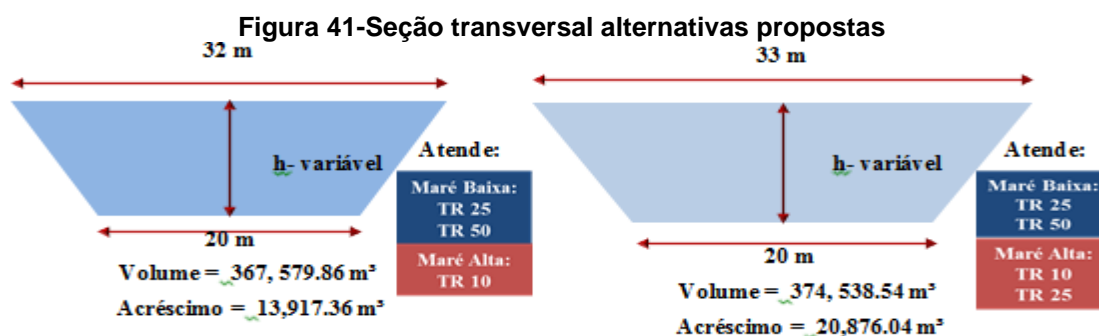 Figura 41-Seção transversal alternativas propostas
32 m
h- variável
20 m
Atende:
Maré Baixa:
TR 25
TR 50
Maré Alta:
TR 10
Volume = 367, 579.86 m³
Acréscimo = 13,917.36 m³
33 m
h- variável
20 m
Atende:
Maré Baixa:
TR 25
TR 50
Maré Alta:
TR 10
TR 25
Volume = 374, 538.54 m³
Acréscimo = 20,876.04 m³